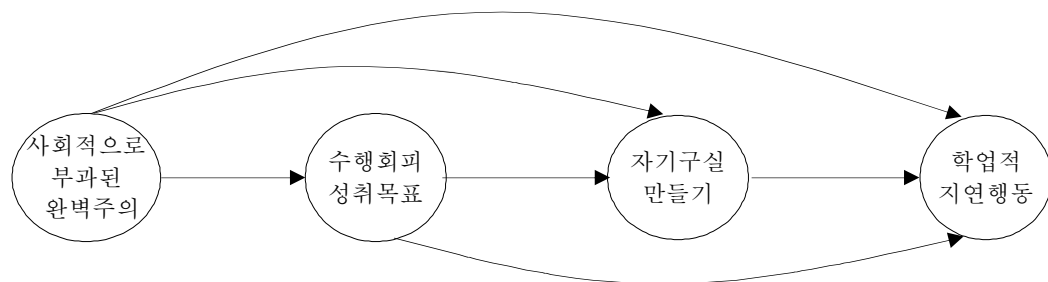 사회적으로
부과된
완벽주의
수행회피
성취목표
자기구실
만들기
학업적
지연행동